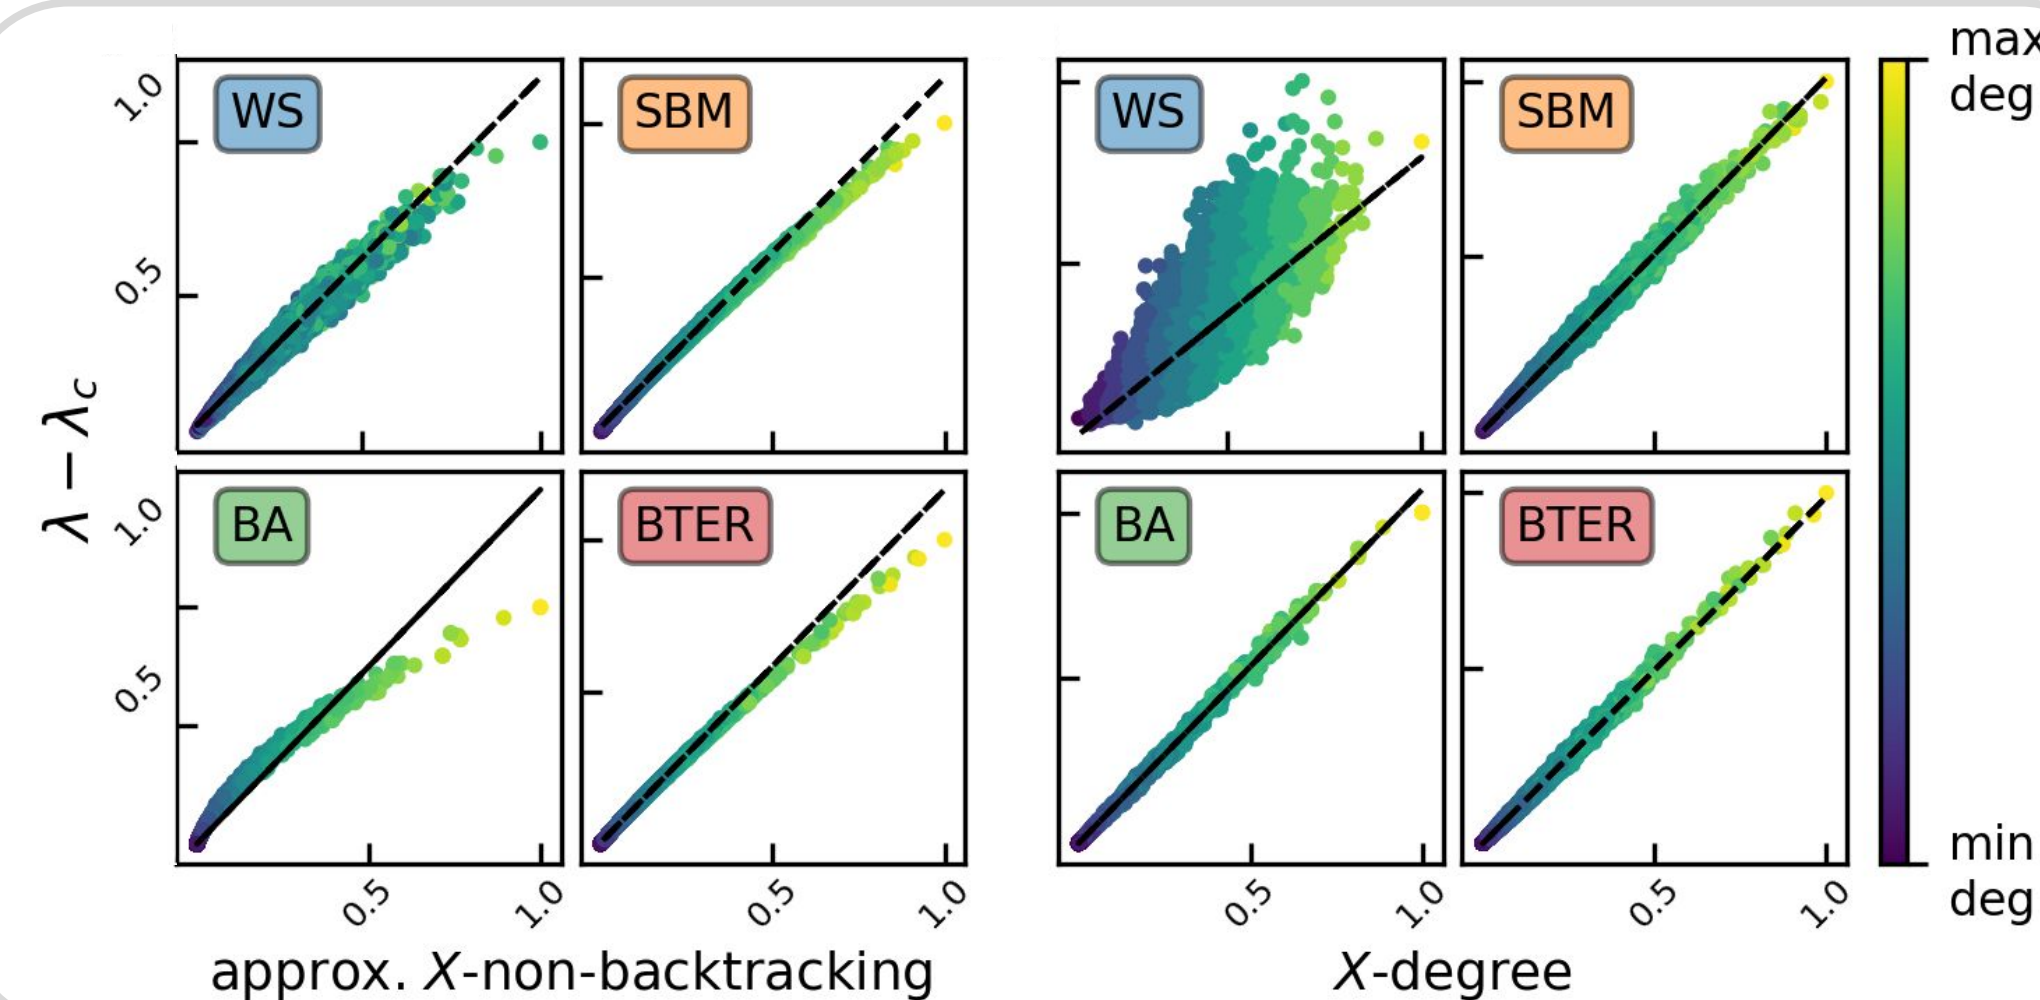 WS
SBM
WS
SBM
max
deg
1.0
0.5
λ − λc
BA
BTER
BA
BTER
1.0
0.5
min
deg
0.5
1.0
0.5
1.0
0.5
1.0
0.5
1.0
approx. X-non-backtracking
X-degree